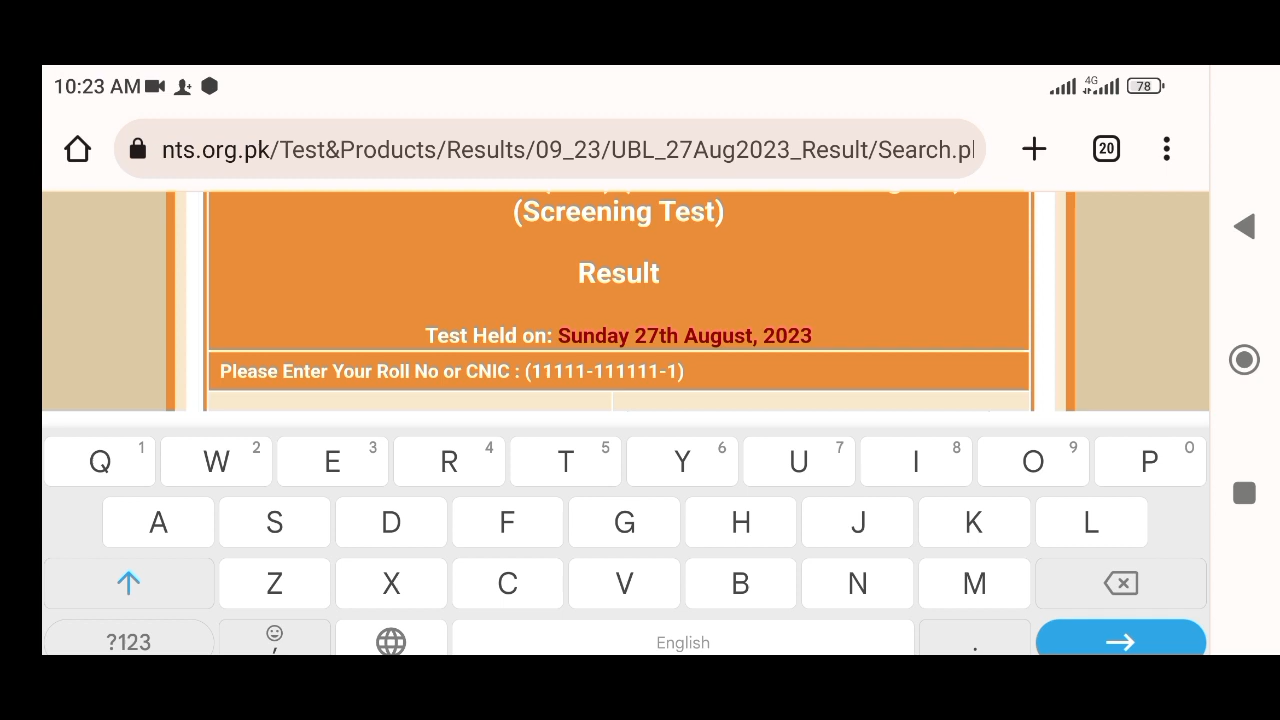 10:23 AM
4G
78
nts.org.pk/Test&Products/Results/09_23/UBL_27Aug2023_Result/Search.p
20
(Screening Test)
Result
Test Held on: Sunday 27th August, 2023
Please Enter Your Roll No or CNIC : (11111-111111-1)
Q 1 W 2 E 3 R 4 T 5 Y 6 U 7 I 8 O 9 P 0
A S D F G H J K L
Z X C V B N M
?123 , English .